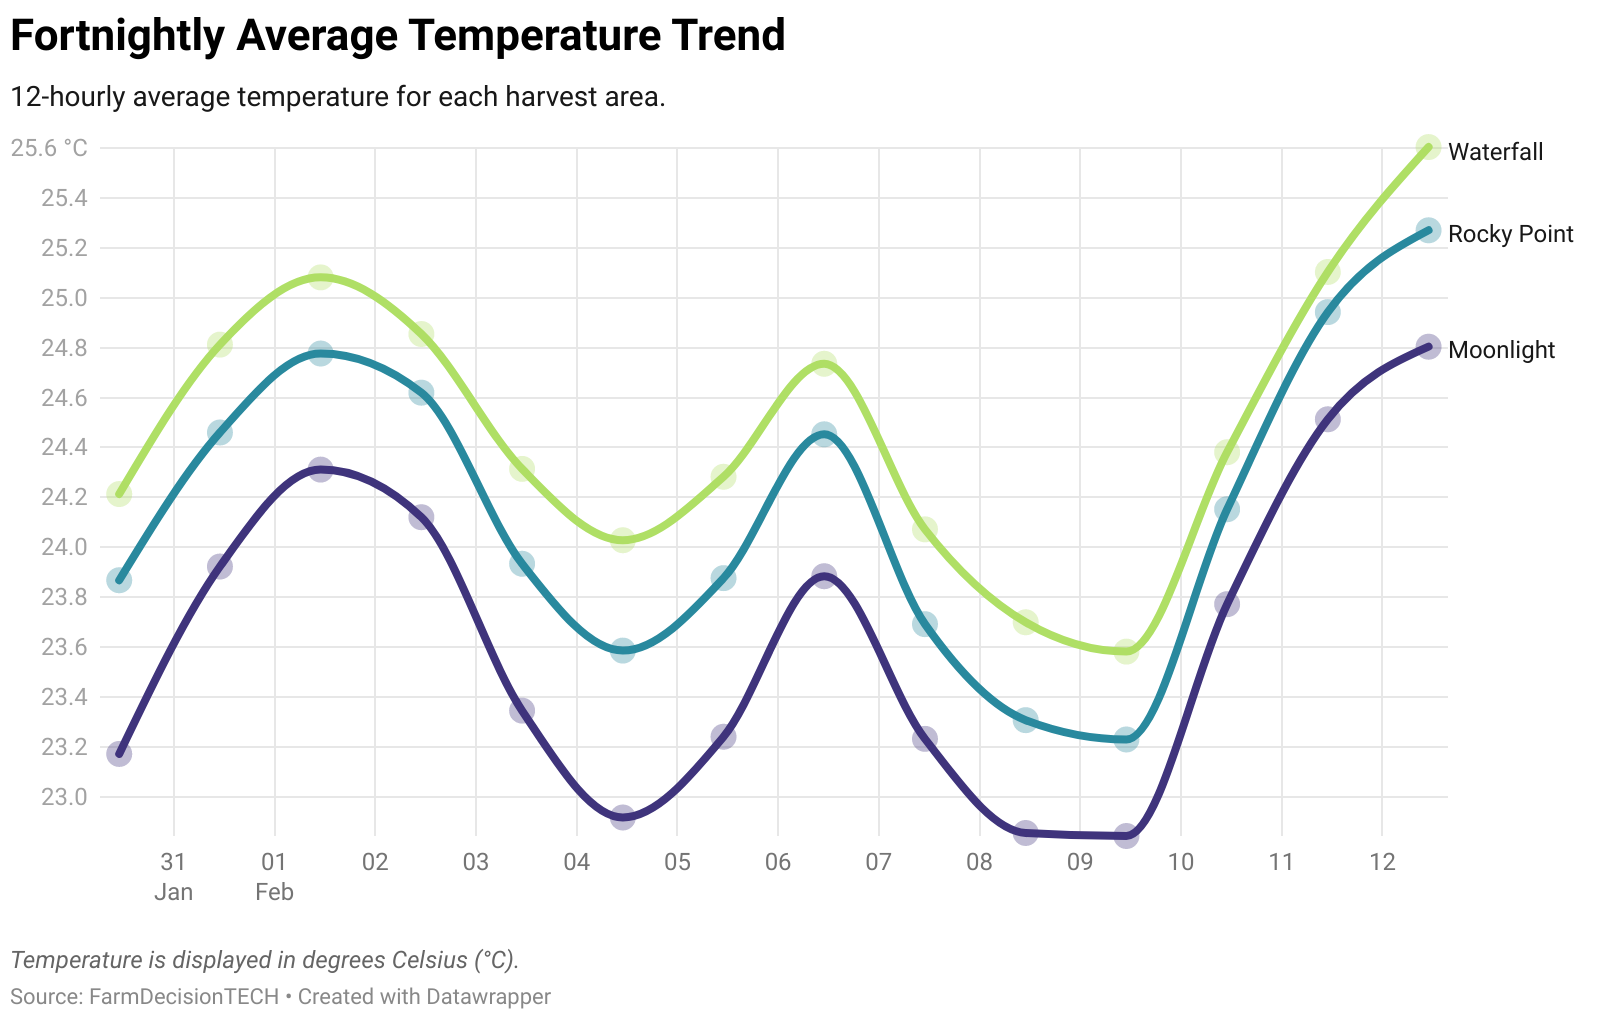 Fortnightly Average Temperature Trend
12-hourly average temperature for each harvest area.
25.6 °C
25.4
25.2
25.0
24.8
24.6
24.4
24.2
24.0
23.8
23.6
23.4
23.2
23.0
Waterfall
Rocky Point
Moonlight
31 01 02 03 04 05 06 07 08 09 10 11 12
Jan Feb
Temperature is displayed in degrees Celsius (°C).
Source: FarmDecisionTECH • Created with Datawrapper